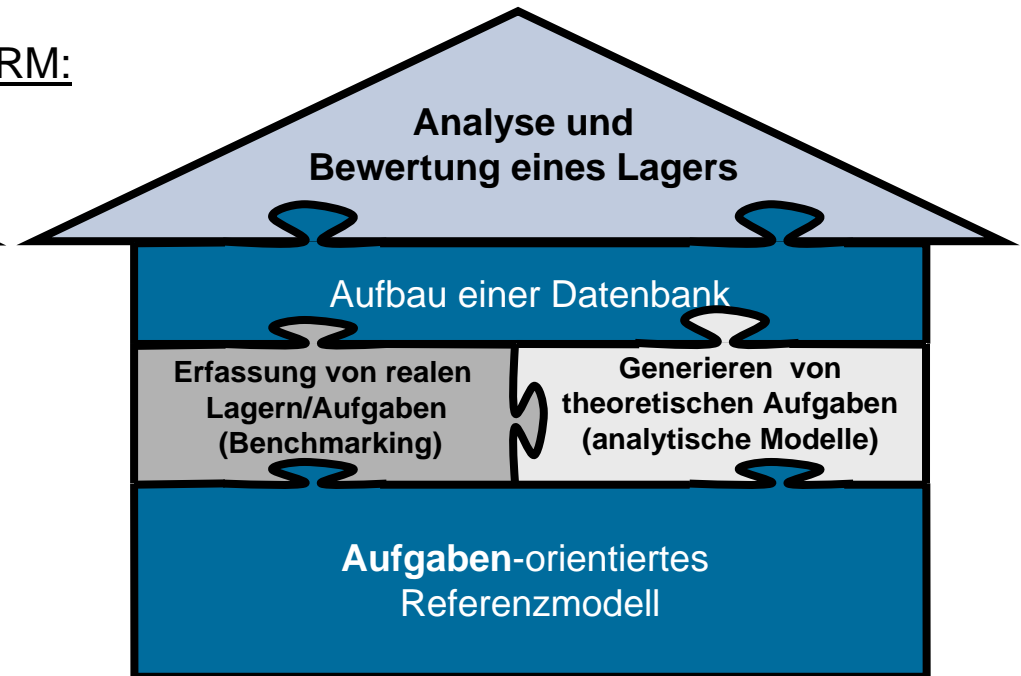 RM:
Analyse und
Bewertung eines Lagers
Aufbau einer Datenbank
Erfassung von realen
Lagern/Aufgaben
(Benchmarking)
Generieren von
theoretischen Aufgaben
(analytische Modelle)
Aufgaben-orientiertes
Referenzmodell